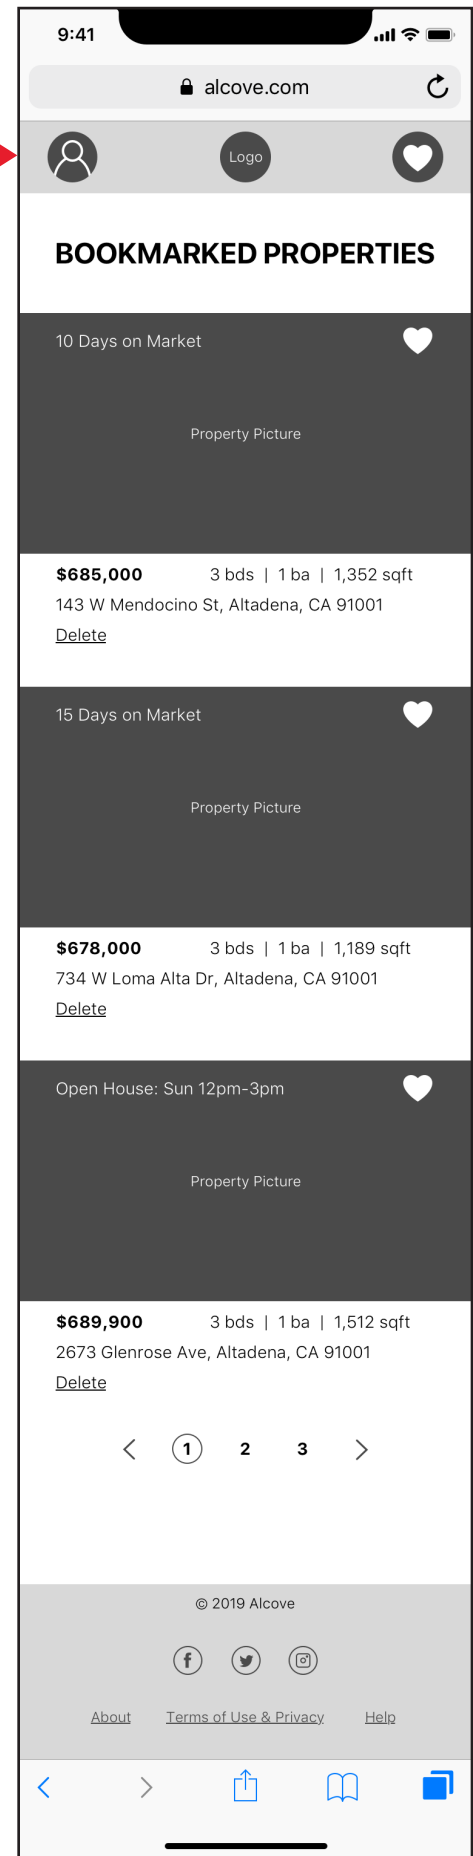 9:41
alcove.com
Logo
BOOKMARKED PROPERTIES
10 Days on Market
Property Picture
$685,000 3 bds | 1 ba | 1,352 sqft
143 W Mendocino St, Altadena, CA 91001
Delete
15 Days on Market
Property Picture
$678,000 3 bds | 1 ba | 1,189 sqft
734 W Loma Alta Dr, Altadena, CA 91001
Delete
Open House: Sun 12pm-3pm
Property Picture
$689,900 3 bds | 1 ba | 1,512 sqft
2673 Glenrose Ave, Altadena, CA 91001
Delete
1 2 3
© 2019 Alcove
About Terms of Use & Privacy Help